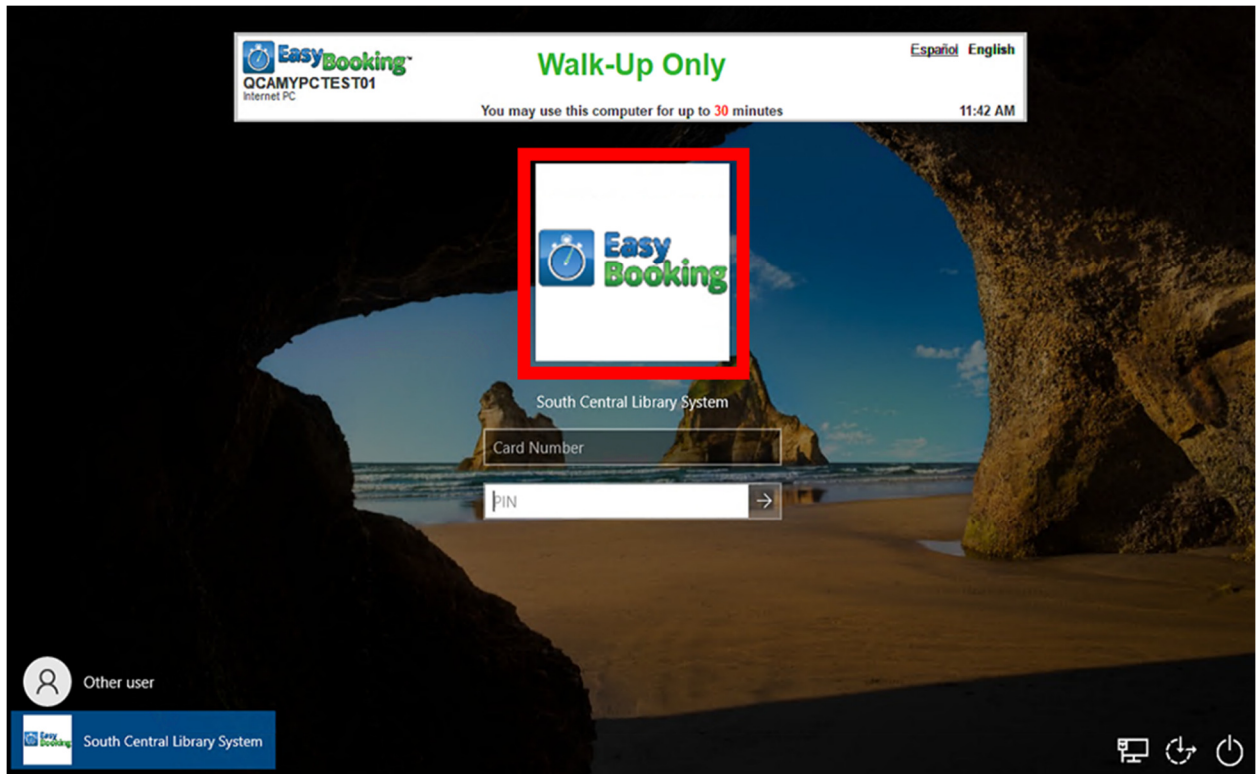 EasyBooking™
QCAMYPCTEST01
Internet PC
Walk-Up Only
You may use this computer for up to 30 minutes
Español English
11:42 AM
Easy
Booking
South Central Library System
Card Number
PIN
Other user
Easy
Booking
South Central Library System